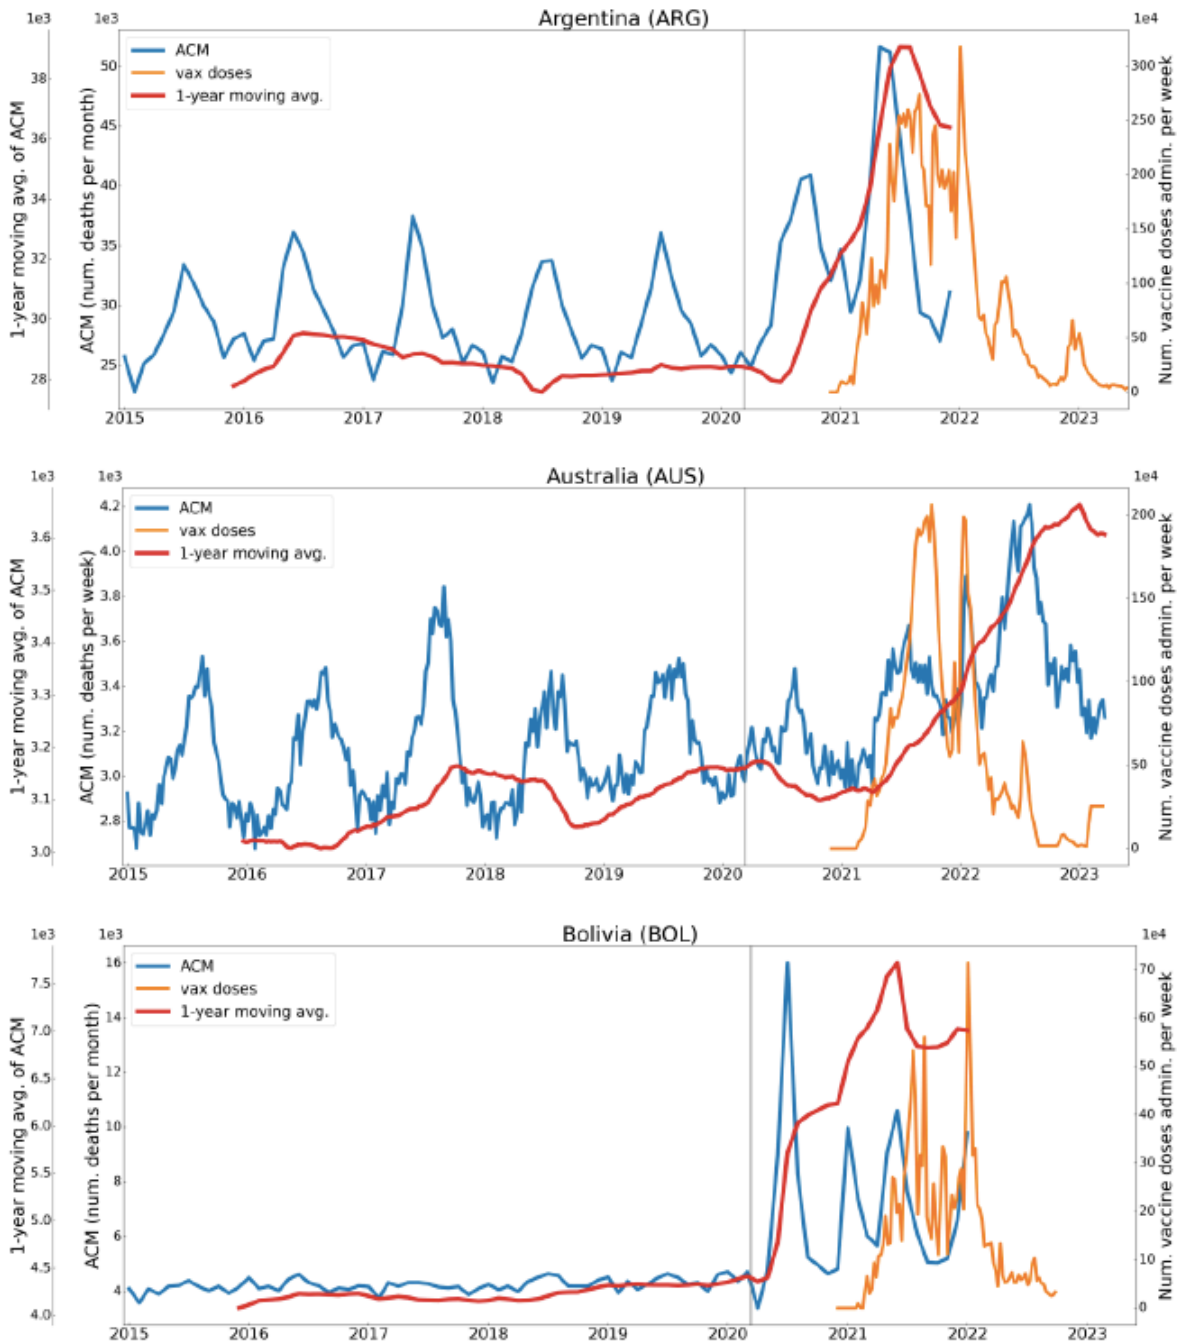 Argentina (ARG)
1e3
1e3
1e4
ACM
vax doses
1-year moving avg.
1-year moving avg. of ACM
38
36
34
32
30
28
ACM (num. deaths per month)
50
45
40
35
30
25
Num. vaccine doses admin. per week
300
250
200
150
100
50
0
2015 2016 2017 2018 2019 2020 2021 2022 2023
Australia (AUS)
1e3
1e3
1e4
ACM
vax doses
1-year moving avg.
1-year moving avg. of ACM
3.6
3.5
3.4
3.3
3.2
3.1
3.0
ACM (num. deaths per week)
4.2
4.0
3.8
3.6
3.4
3.2
3.0
2.8
Num. vaccine doses admin. per week
200
150
100
50
0
2015 2016 2017 2018 2019 2020 2021 2022 2023
Bolivia (BOL)
1e3
1e3
1e4
ACM
vax doses
1-year moving avg.
1-year moving avg. of ACM
7.5
7.0
6.5
6.0
5.5
5.0
4.5
4.0
ACM (num. deaths per month)
16
14
12
10
8
6
4
Num. vaccine doses admin. per week
70
60
50
40
30
20
10
0
2015 2016 2017 2018 2019 2020 2021 2022 2023